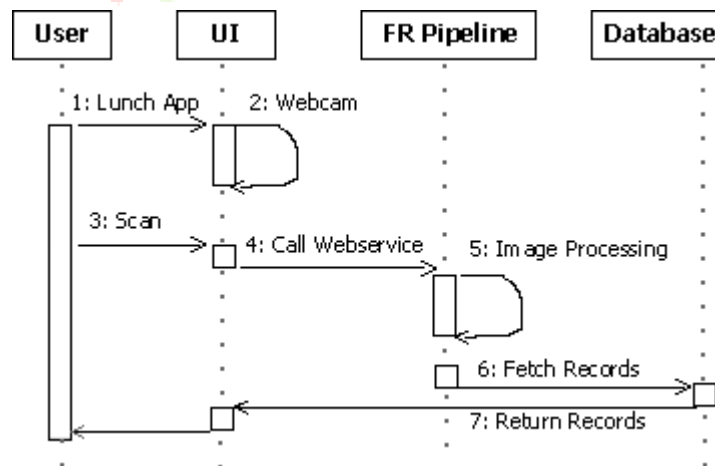 User
UI
FR Pipeline
Database
1: Lunch App
2: Webcam
3: Scan
4: Call Webservice
5: Image Processing
6: Fetch Records
7: Return Records